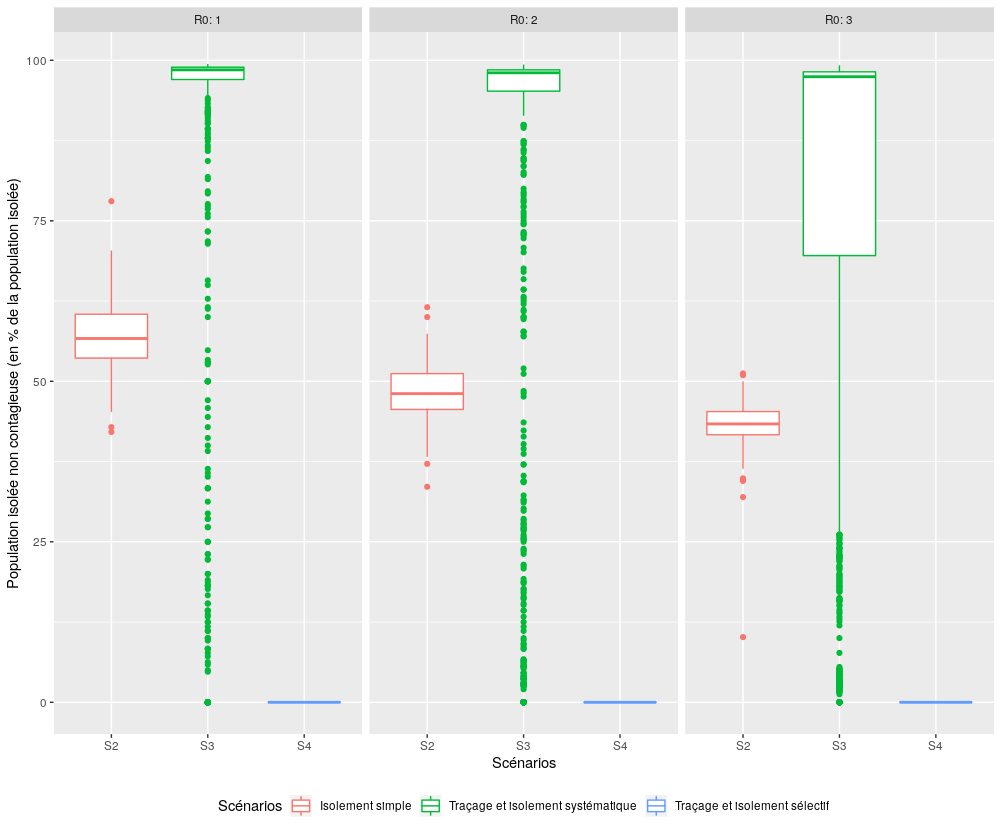 R0: 1 R0: 2 R0: 3
Population isolée non contagieuse (en % de la population isolée)
100
75
50
25
0
S2 S3 S4 S2 S3 S4 S2 S3 S4
Scénarios
Scénarios Isolement simple Traçage et isolement systématique Traçage et isolement sélectif